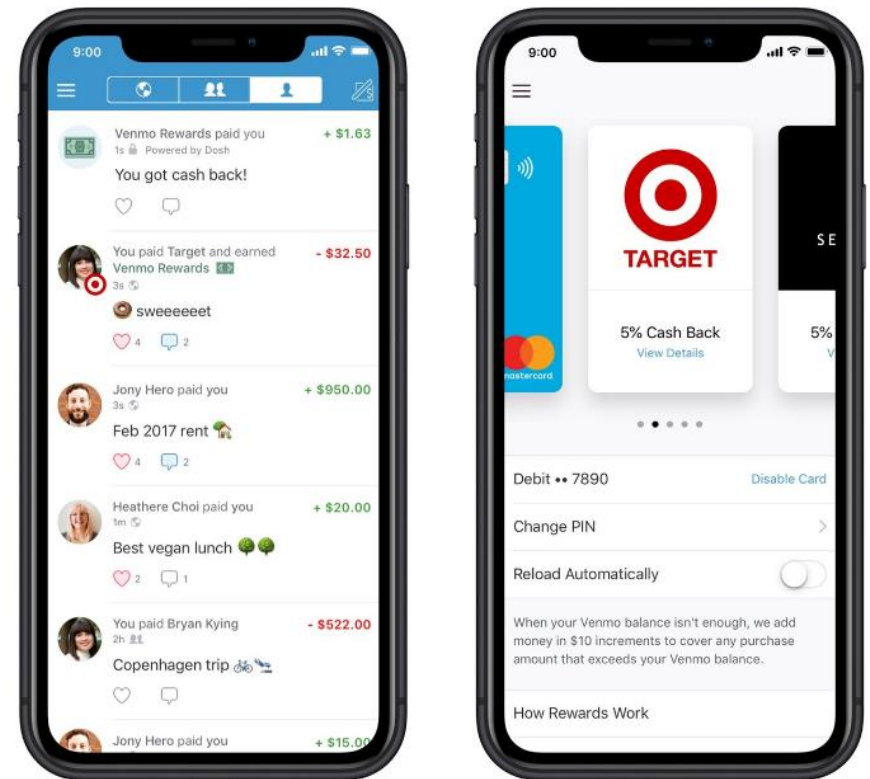 9:00
Venmo Rewards paid you
+ $1.63
1s Powered by Dosh
You got cash back!
You paid Target and earned
- $32.50
Venmo Rewards
3s
sweeeeeet
4 2
Jony Hero paid you
+ $950.00
3s
Feb 2017 rent
4 2
Heathere Choi paid you
+ $20.00
1m
Best vegan lunch
2 1
You paid Bryan Kying
- $522.00
2h
Copenhagen trip
Jony Hero paid you
+ $15.00
9:00
TARGET
SE
mastercard
5% Cash Back
View Details
5%
V
Debit •• 7890
Disable Card
Change PIN
Reload Automatically
When your Venmo balance isn't enough, we add
money in $10 increments to cover any purchase
amount that exceeds your Venmo balance.
How Rewards Work